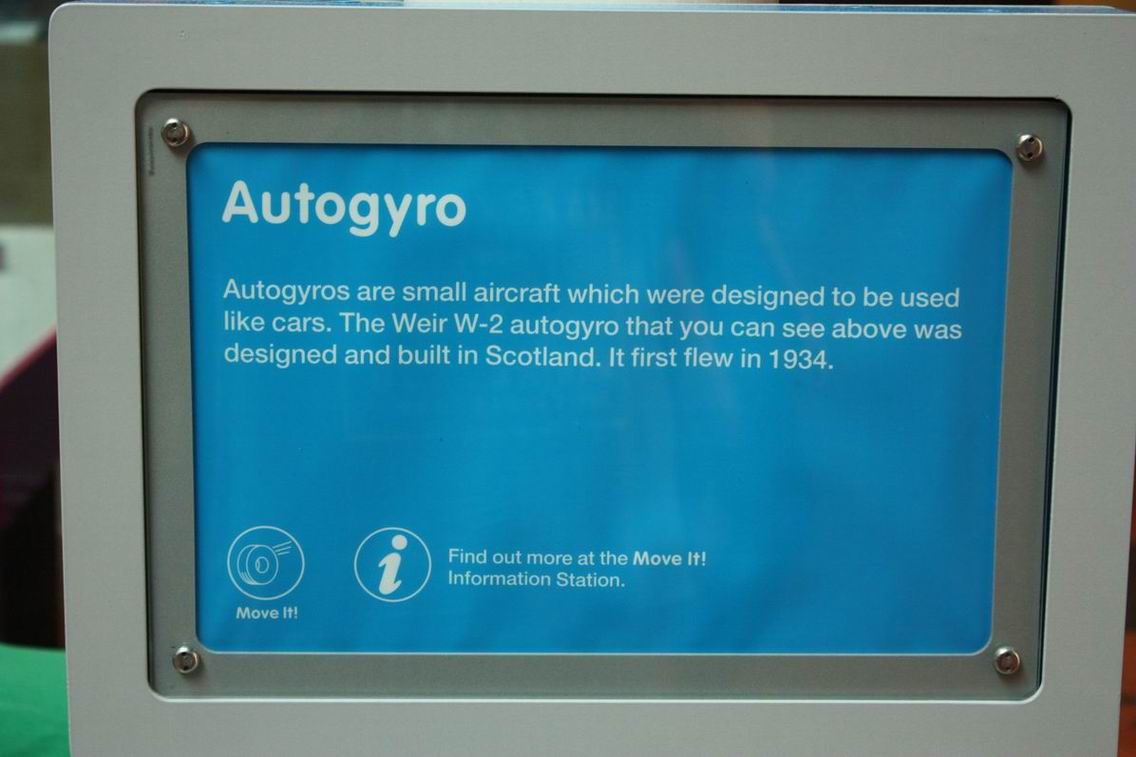 Autogyro
Autogyros are small aircraft which were designed to be used
like cars. The Weir W-2 autogyro that you can see above was
designed and built in Scotland. It first flew in 1934.
Find out more at the Move It!
Information Station.
Move It!